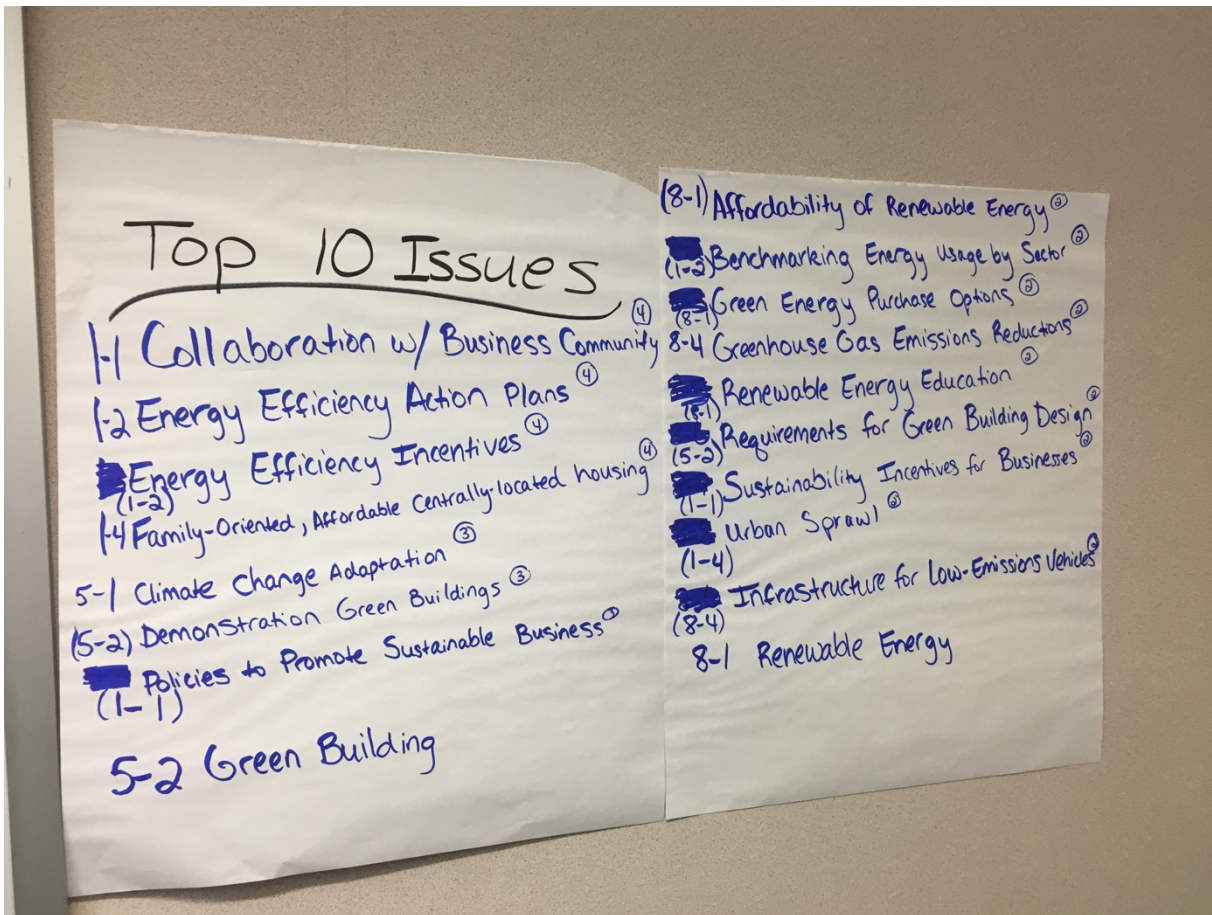 Top 10 Issues
1-1 Collaboration w/ Business Community ④
1-2 Energy Efficiency Action Plans ④
Energy Efficiency Incentives ④
(1-2)
1-4 Family-Oriented, Affordable Centrally-located housing ④
5-1 Climate Change Adaptation ③
(5-2) Demonstration Green Buildings ③
Policies to Promote Sustainable Business
(1-1)
5-2 Green Building
(8-1) Affordability of Renewable Energy ②
(1-2) Benchmarking Energy Usage by Sector ②
Green Energy Purchase Options ②
(8-1)
8-4 Greenhouse Gas Emissions Reductions ②
Renewable Energy Education ②
(8-1)
Requirements for Green Building Design ②
(5-2)
Sustainability Incentives for Businesses ②
(1-1)
Urban Sprawl ②
(1-4)
Infrastructure for Low-Emissions Vehicles ②
(8-4)
8-1 Renewable Energy